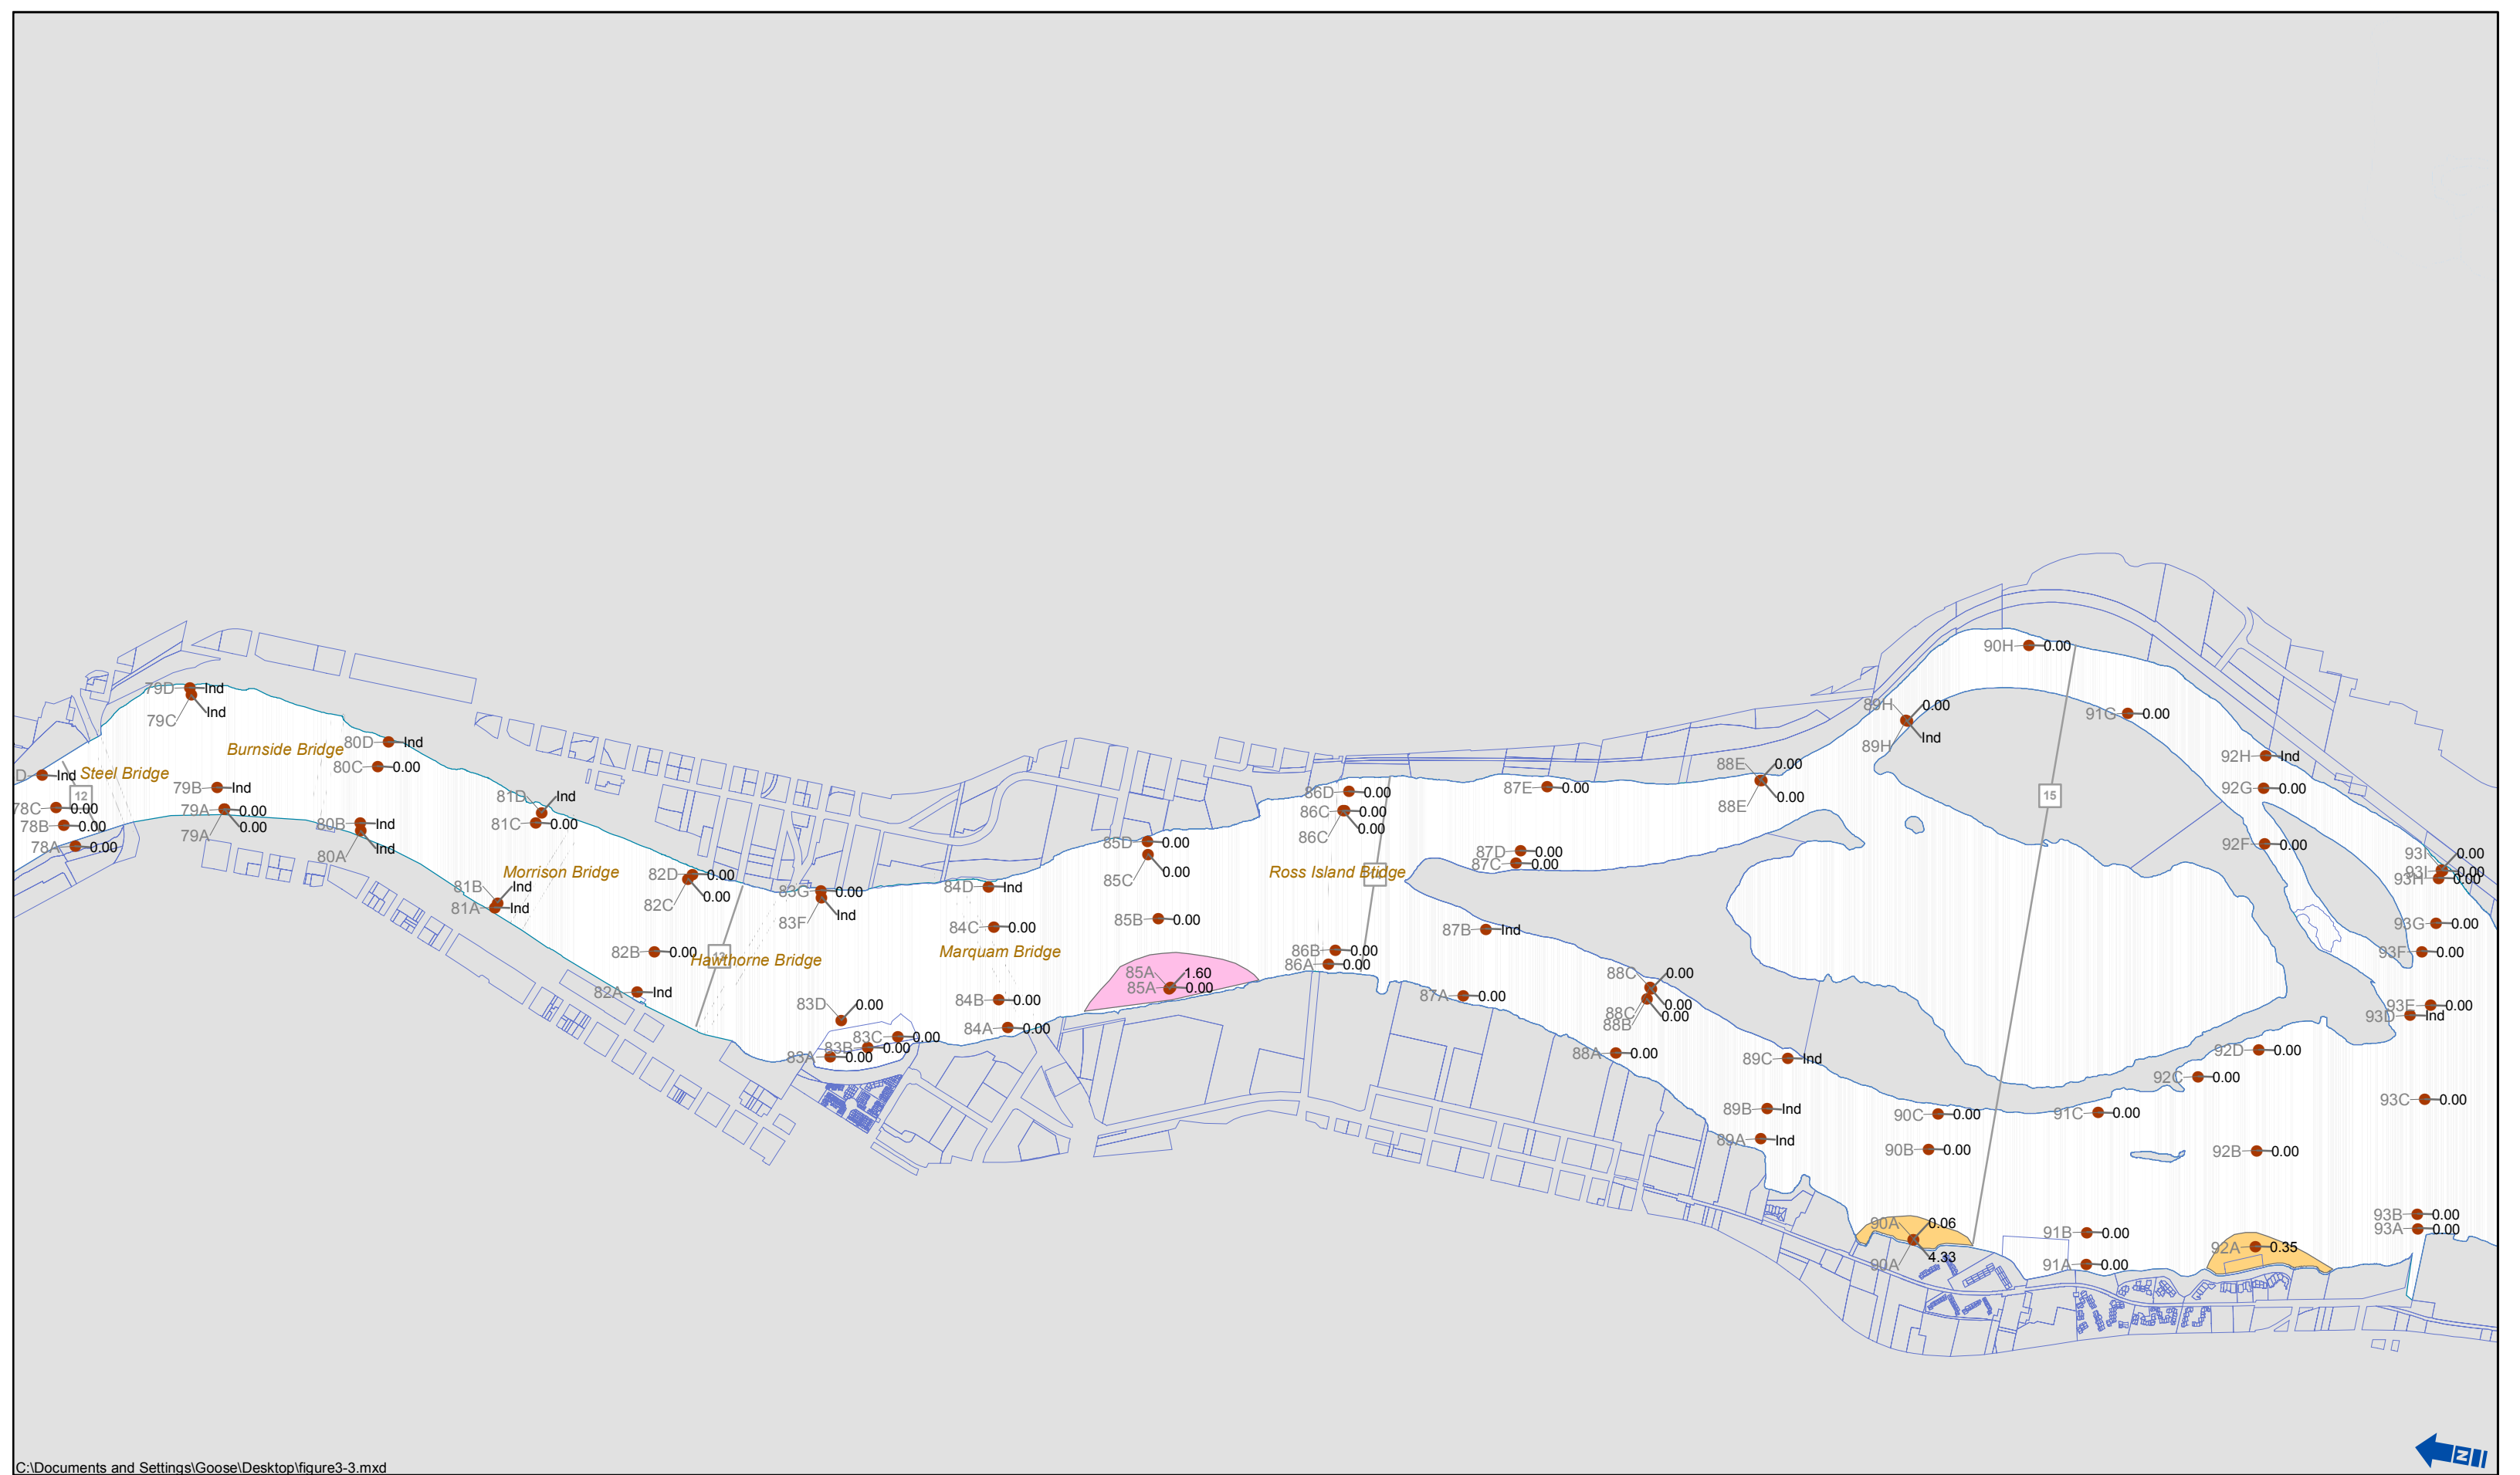 90H 0.00
89H 0.00
91G 0.00
89H Ind
79D Ind
79C Ind
Burnside Bridge
80D Ind
80C 0.00
92H Ind
Steel Bridge
D Ind
12
79B Ind
88E 0.00
88E 0.00
87E 0.00
92G 0.00
86D 0.00
15
81D Ind
78C 0.00
79A 0.00
79A 0.00
86C 0.00
86C 0.00
78B 0.00
80B Ind
81C 0.00
80A Ind
78A 0.00
85D 0.00
85C 0.00
87D 0.00
87C 0.00
92F 0.00
93I 0.00
93I 0.00
93H 0.00
Morrison Bridge
82D 0.00
82C 0.00
Ross Island Bridge
81B Ind
81A Ind
83G 0.00
83F Ind
84D Ind
85B 0.00
84C 0.00
87B Ind
93G 0.00
82B 0.00
Hawthorne Bridge
Marquam Bridge
86B 0.00
86A 0.00
93F 0.00
85A 1.60
85A 0.00
88C 0.00
88C 0.00
88B 0.00
82A Ind
87A 0.00
84B 0.00
83D 0.00
93E 0.00
93D Ind
84A 0.00
83C 0.00
83B 0.00
83A 0.00
88A 0.00
89C Ind
92D 0.00
92C 0.00
93C 0.00
89B Ind
90C 0.00
91C 0.00
89A Ind
90B 0.00
92B 0.00
93B 0.00
93A 0.00
90A 0.06
90A 4.33
91B 0.00
92A 0.35
91A 0.00
N
C:\Documents and Settings\Goose\Desktop\figure3-3.mxd